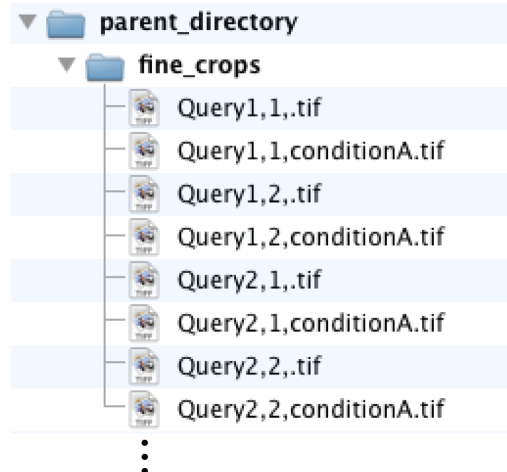 parent_directory
fine_crops
Query1,1,.tif
Query1,1,conditionA.tif
Query1,2,.tif
Query1,2,conditionA.tif
Query2,1,.tif
Query2,1,conditionA.tif
Query2,2,.tif
Query2,2,conditionA.tif